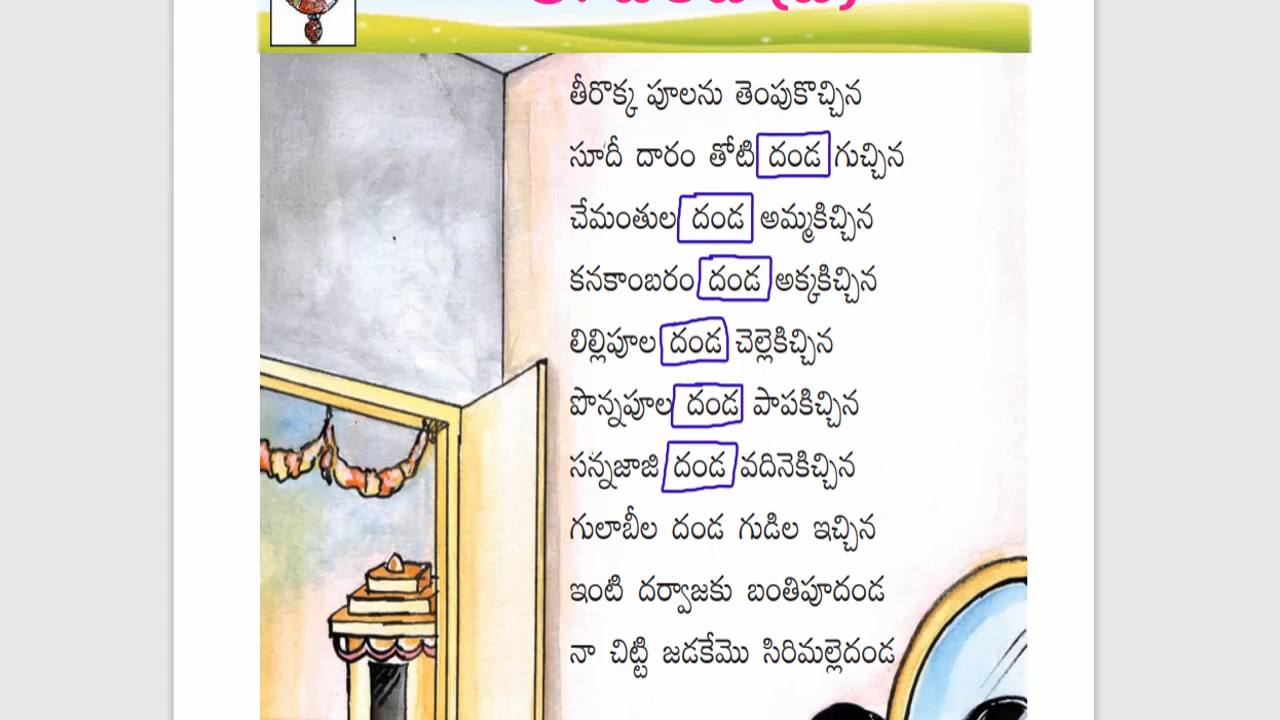 తీరొక్క పూలను తెంపుకొచ్చిన
సూదీ దారం తోటి దండ గుచ్చిన
చేమంతుల దండ అమ్మకిచ్చిన
కనకాంబరం దండ అక్కకిచ్చిన
లిల్లిపూల దండ చెల్లెకిచ్చిన
పొన్నపూల దండ పాపకిచ్చిన
సన్నజాజి దండ వదినెకిచ్చిన
గులాబీల దండ గుడిల ఇచ్చిన
ఇంటి దర్వాజకు బంతిపూదండ
నా చిట్టి జడకేమొ సిరిమల్లెదండ